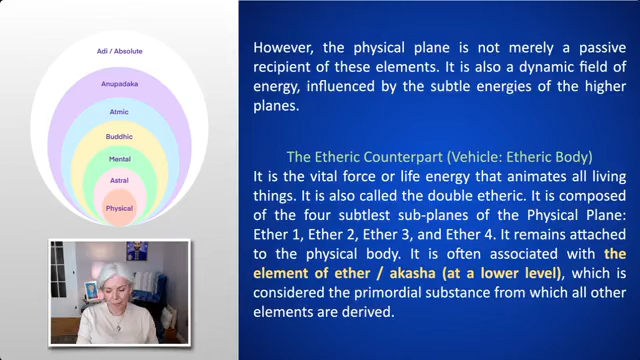 Adi / Absolute
Anupadaka
Atmic
Buddhic
Mental
Astral
Physical
However, the physical plane is not merely a passive
recipient of these elements. It is also a dynamic field of
energy, influenced by the subtle energies of the higher
planes.
The Etheric Counterpart (Vehicle: Etheric Body)
It is the vital force or life energy that animates all living
things. It is also called the double etheric. It is composed
of the four subtlest sub-planes of the Physical Plane:
Ether 1, Ether 2, Ether 3, and Ether 4. It remains attached
to the physical body. It is often associated with the
element of ether / akasha (at a lower level), which is
considered the primordial substance from which all other
elements are derived.